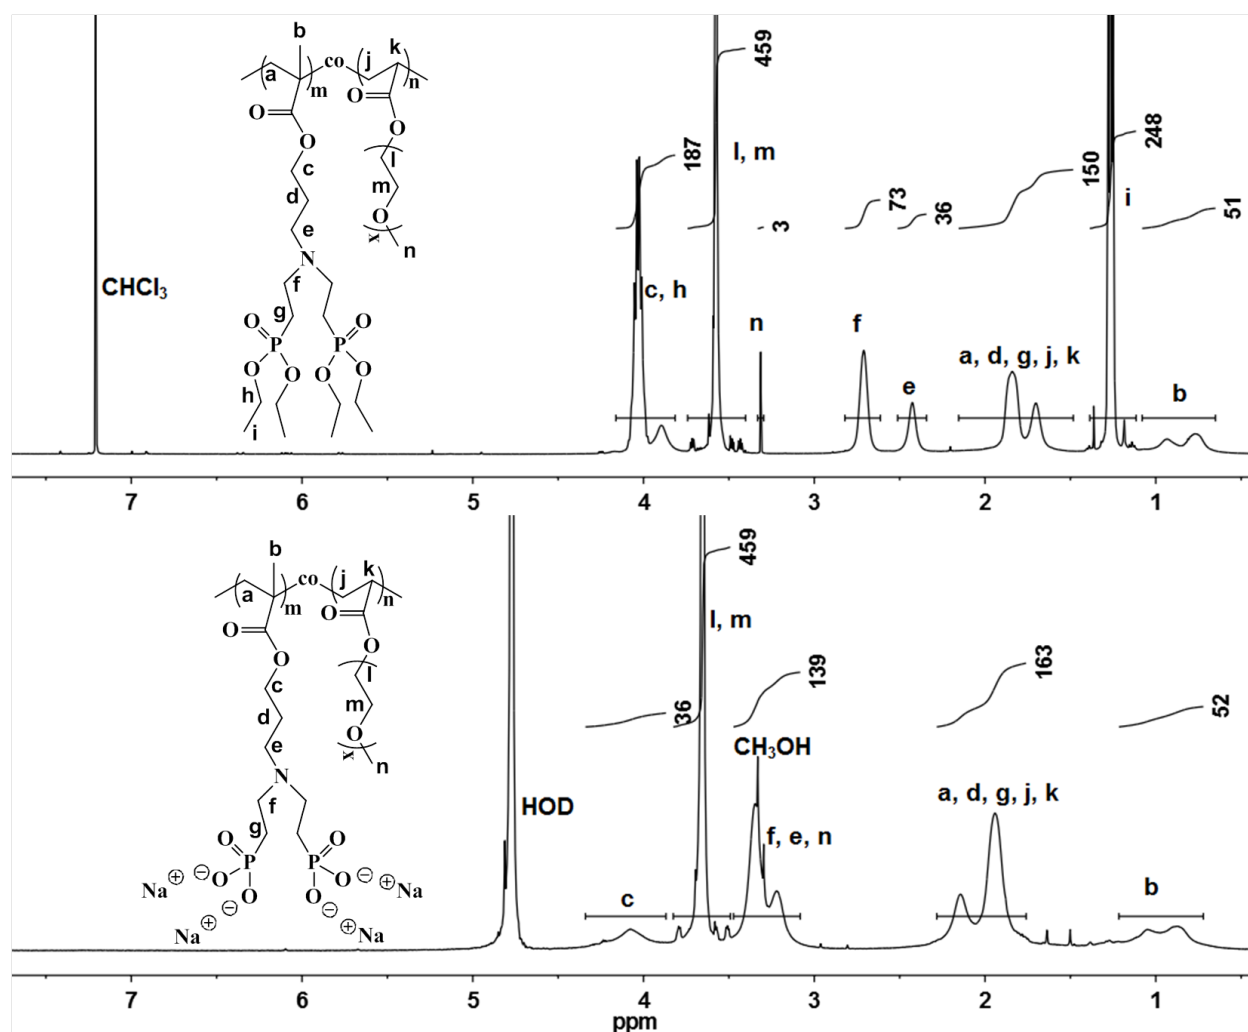 b
k
a
co
j
m
n
O
O
O
O
l
c
m
d
O
x
n
e
N
f
g
O
O
P
P
O
O
O
O
h
i
CHCl3
187
459
3
73
36
150
248
51
c, h
l, m
n
f
e
a, d, g, j, k
i
b
7
6
5
4
3
2
1
b
k
a
co
j
m
n
O
O
O
O
l
c
m
d
O
x
n
e
N
f
g
O
O
P
P
Na + − O
O − + Na
O
O
Na + −
− + Na
HOD
36
459
139
163
52
c
l, m
CH3OH
f, e, n
a, d, g, j, k
b
7
6
5
4
3
2
1
ppm